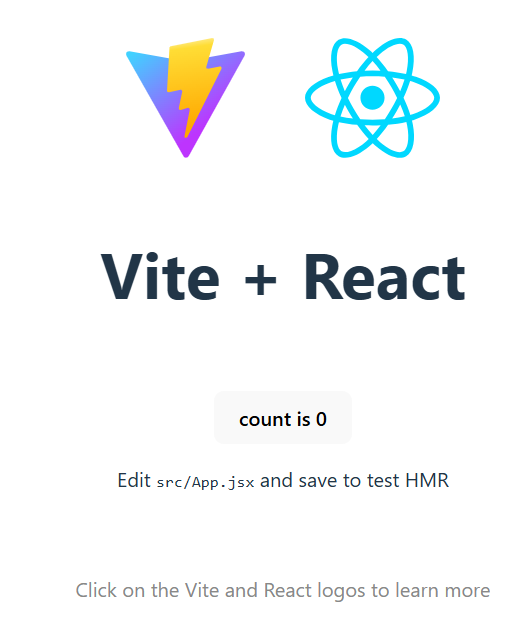 Vite + React
count is 0
Edit src/App.jsx and save to test HMR
Click on the Vite and React logos to learn more